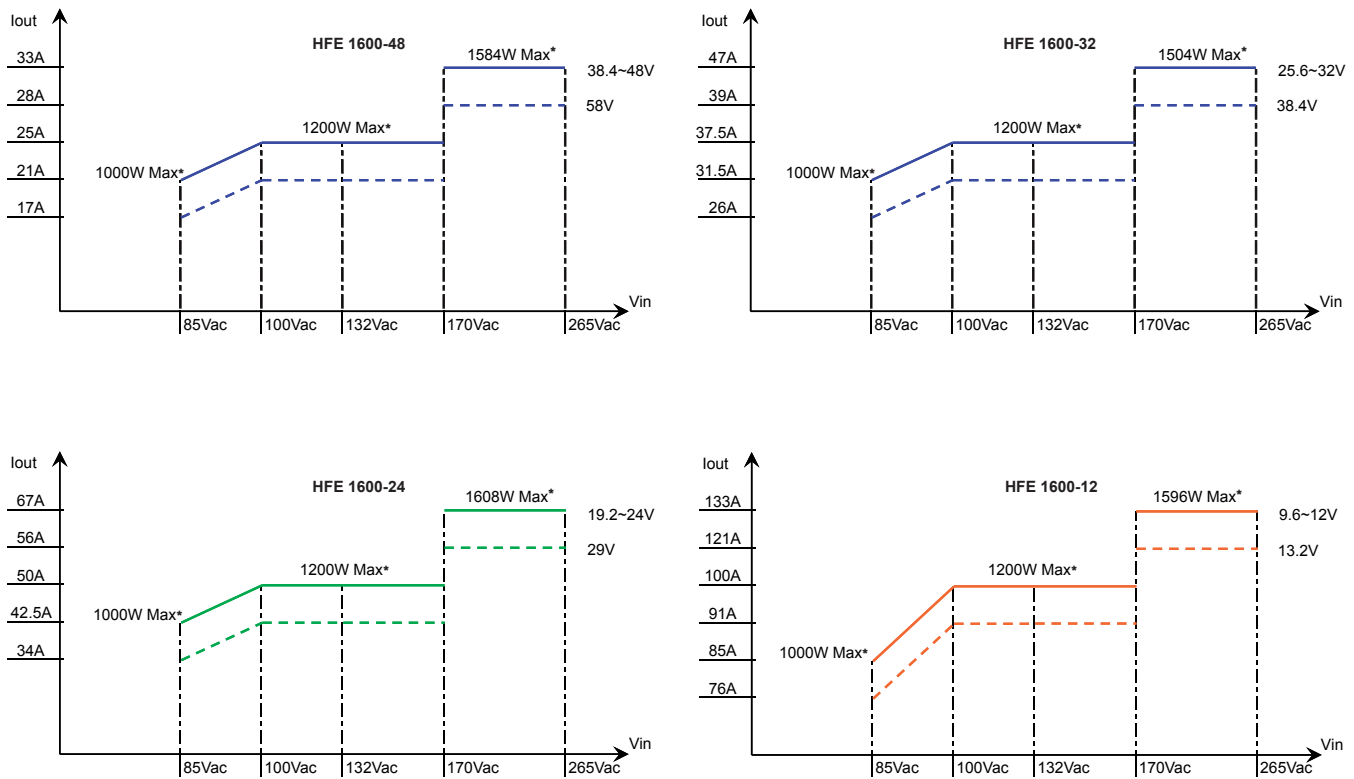 Iout
HFE 1600-48
1584W Max*
33A
38.4~48V
28A
58V
1200W Max*
25A
1000W Max*
21A
17A
Vin
85Vac
100Vac
132Vac
170Vac
265Vac
Iout
HFE 1600-32
1504W Max*
47A
25.6~32V
39A
38.4V
1200W Max*
37.5A
1000W Max*
31.5A
26A
Vin
85Vac
100Vac
132Vac
170Vac
265Vac
Iout
HFE 1600-24
1608W Max*
67A
19.2~24V
56A
29V
1200W Max*
50A
1000W Max*
42.5A
34A
Vin
85Vac
100Vac
132Vac
170Vac
265Vac
Iout
HFE 1600-12
1596W Max*
133A
9.6~12V
121A
13.2V
1200W Max*
100A
91A
1000W Max*
85A
76A
Vin
85Vac
100Vac
132Vac
170Vac
265Vac